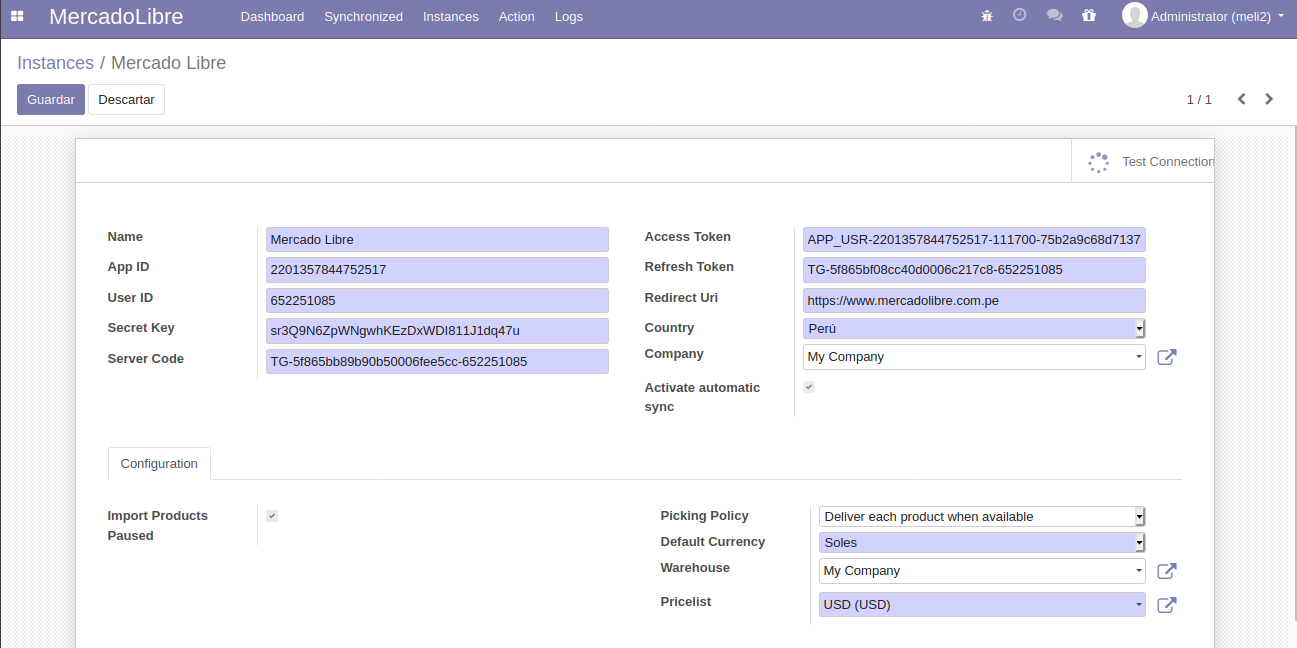 MercadoLibre Dashboard Synchronized Instances Action Logs Administrator (meli2)
Instances / Mercado Libre
Guardar Descartar 1 / 1
Test Connection
Name Mercado Libre
App ID 2201357844752517
User ID 652251085
Secret Key sr3Q9N6ZpWNgwhKEzDxWDI811J1dq47u
Server Code TG-5f865bb89b90b50006fee5cc-652251085
Access Token APP_USR-2201357844752517-111700-75b2a9c68d7137
Refresh Token TG-5f865bf08cc40d0006c217c8-652251085
Redirect Uri https://www.mercadolibre.com.pe
Country Perú
Company My Company
Activate automatic
sync
Configuration
Import Products
Paused
Picking Policy Deliver each product when available
Default Currency Soles
Warehouse My Company
Pricelist USD (USD)